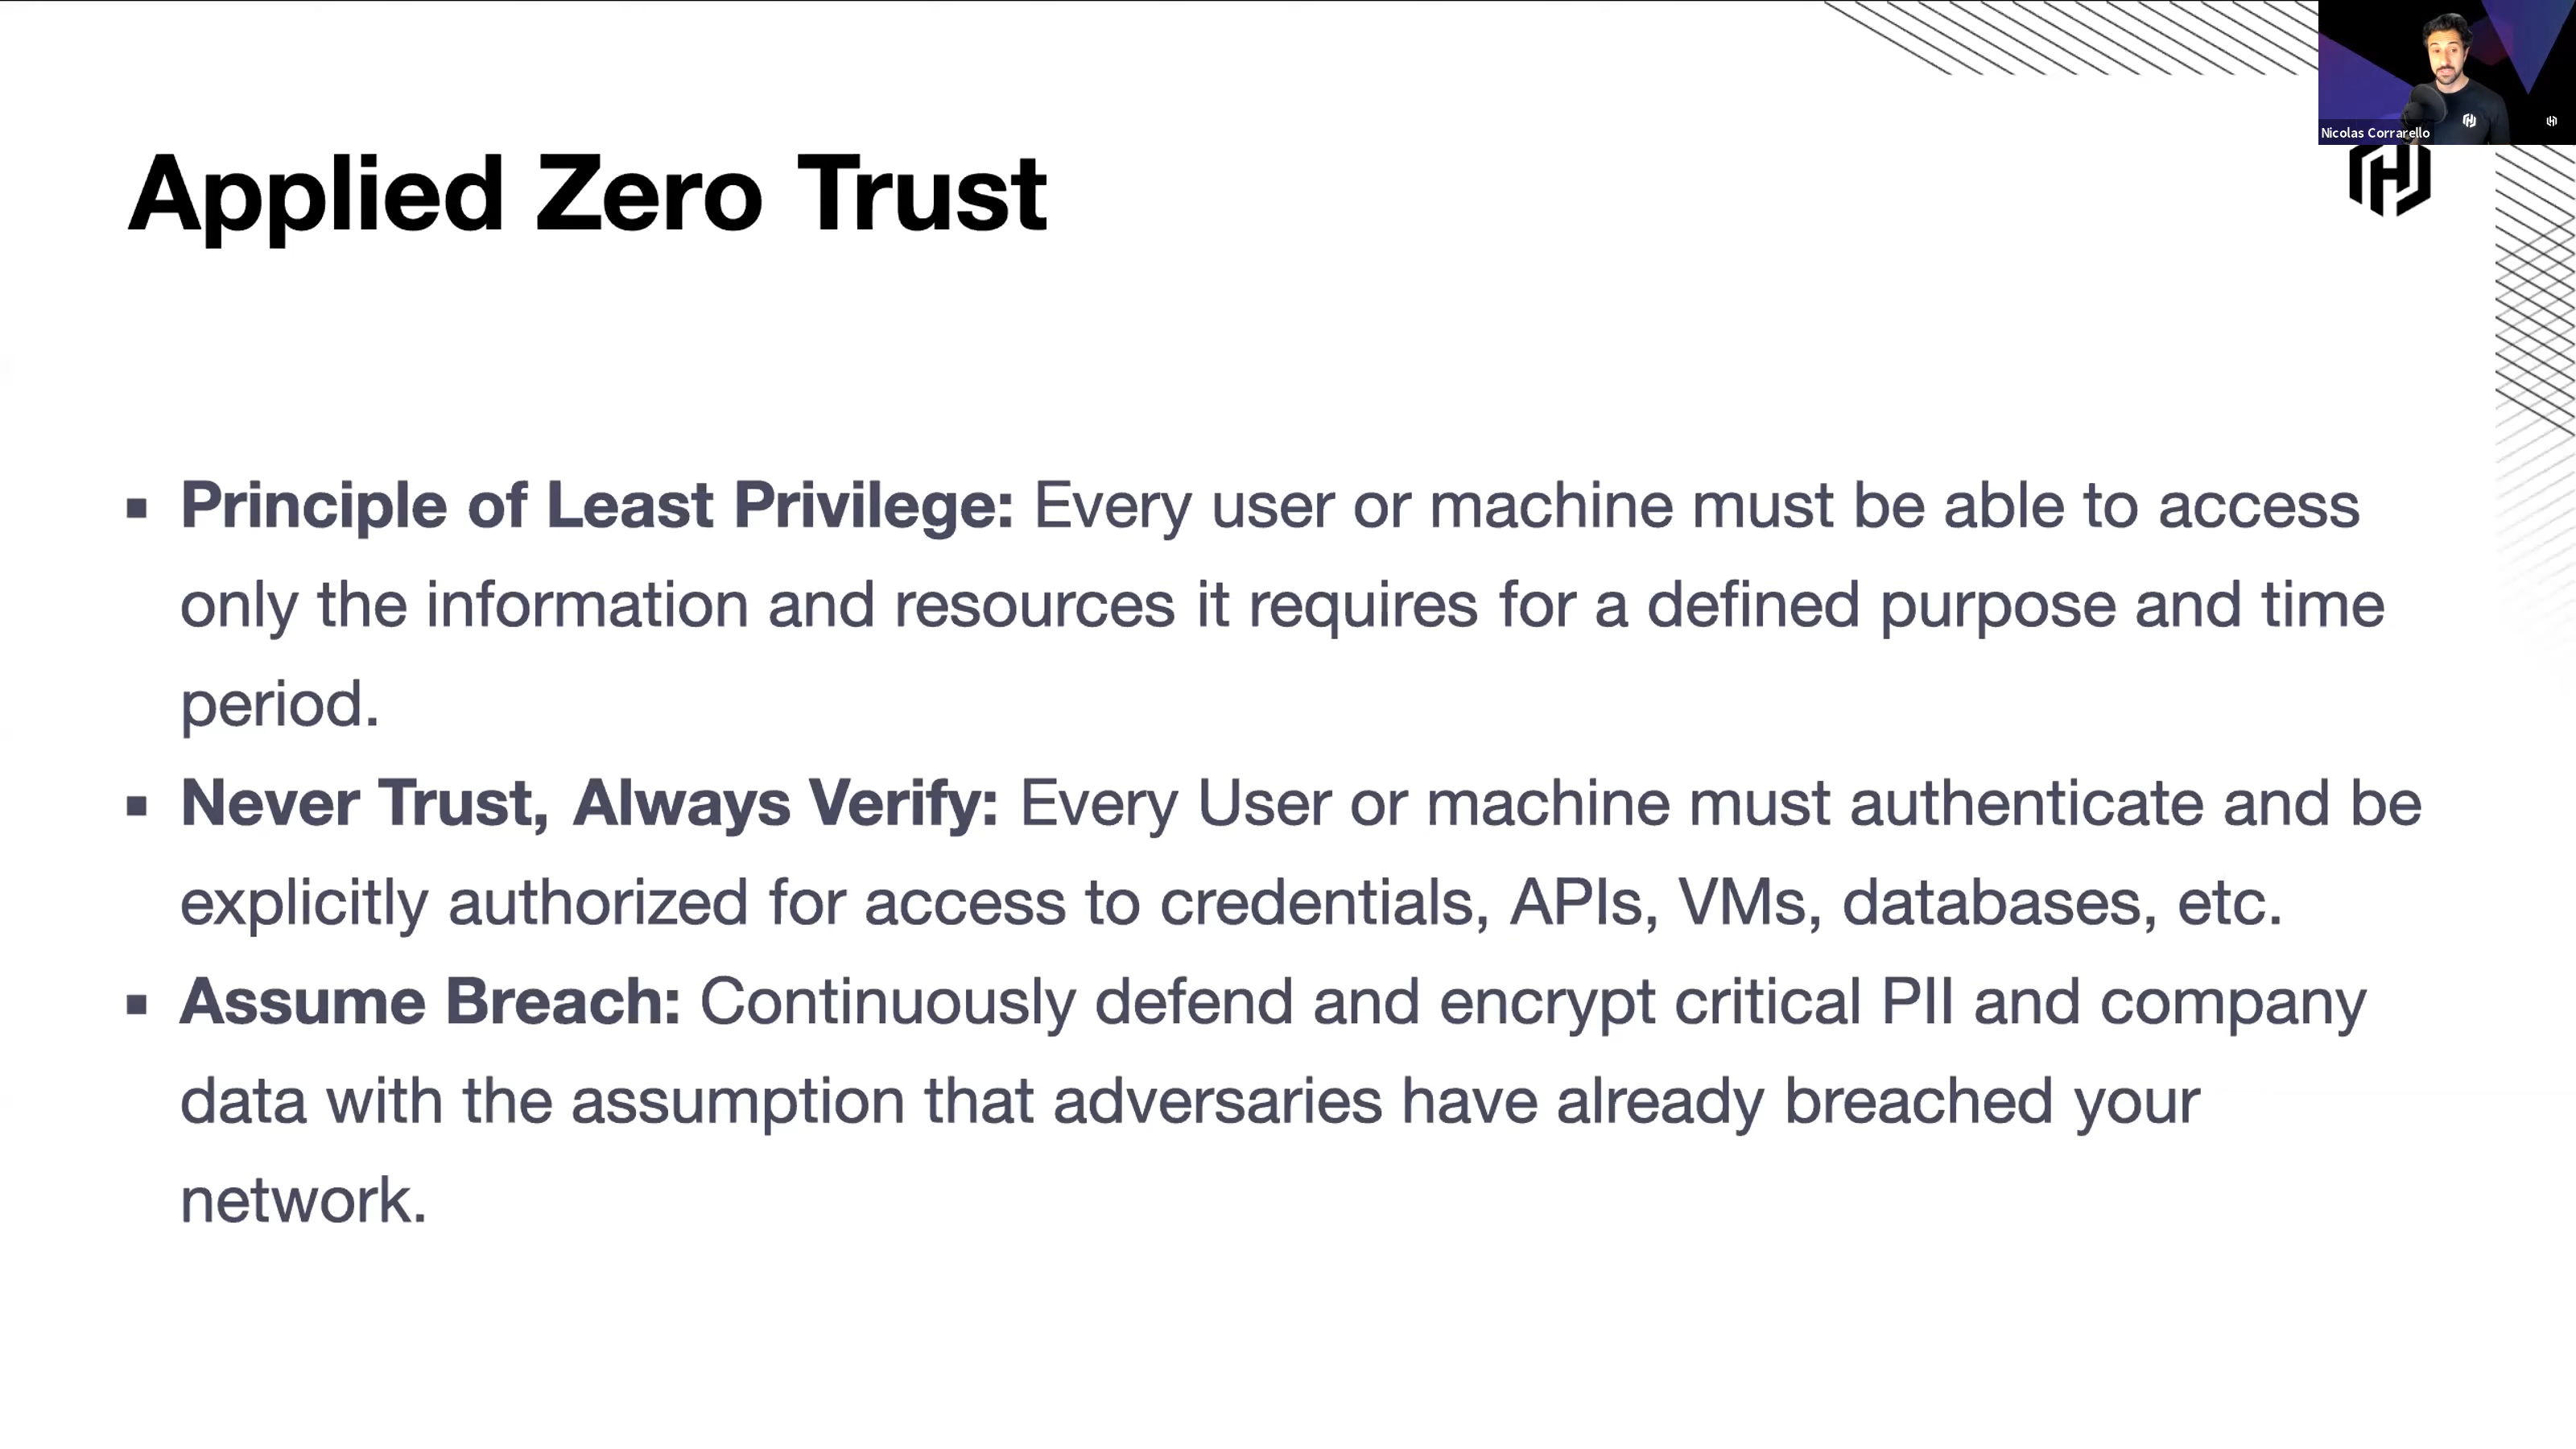 Nicolas Corrarello
Applied Zero Trust
▪ Principle of Least Privilege: Every user or machine must be able to access
only the information and resources it requires for a defined purpose and time
period.
▪ Never Trust, Always Verify: Every User or machine must authenticate and be
explicitly authorized for access to credentials, APIs, VMs, databases, etc.
▪ Assume Breach: Continuously defend and encrypt critical PII and company
data with the assumption that adversaries have already breached your
network.